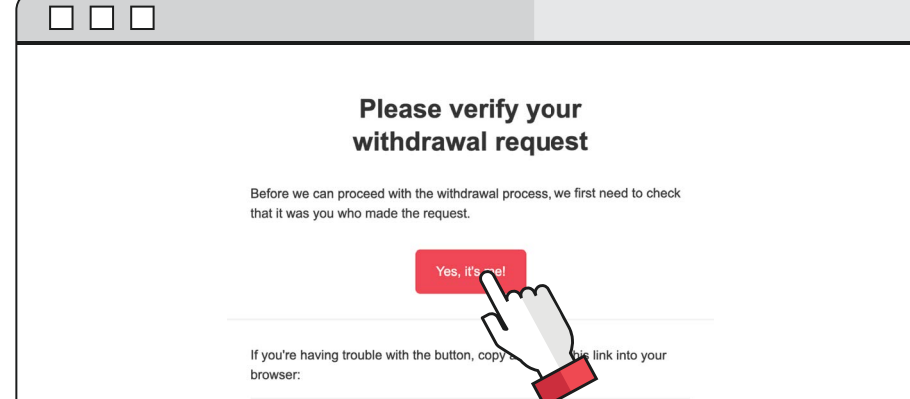 Please verify your
withdrawal request
Before we can proceed with the withdrawal process, we first need to check
that it was you who made the request.
Yes, it's me!
If you're having trouble with the button, copy this link into your
browser: